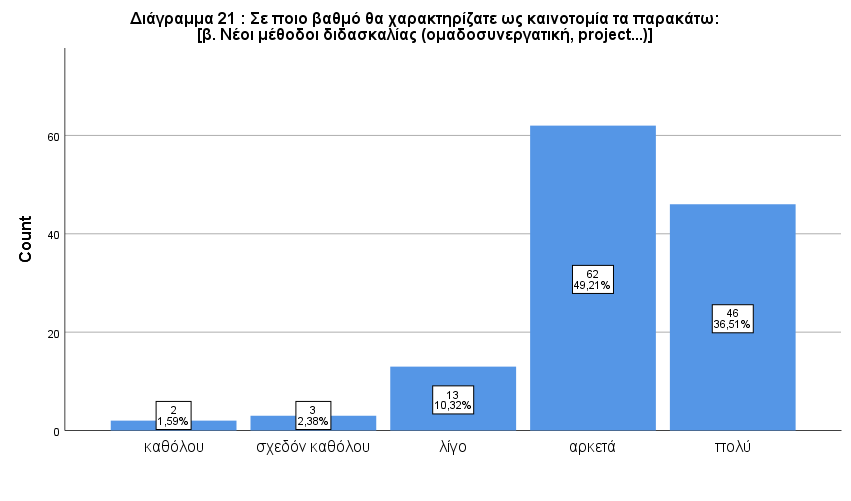 Διάγραμμα 21 : Σε ποιο βαθμό θα χαρακτηρίζατε ως καινοτομία τα παρακάτω:
[β. Νέοι μέθοδοι διδασκαλίας (ομαδοσυνεργατική, project...)]
Count
60
40
20
0
2
1,59%
3
2,38%
13
10,32%
62
49,21%
46
36,51%
καθόλου
σχεδόν καθόλου
λίγο
αρκετά
πολύ